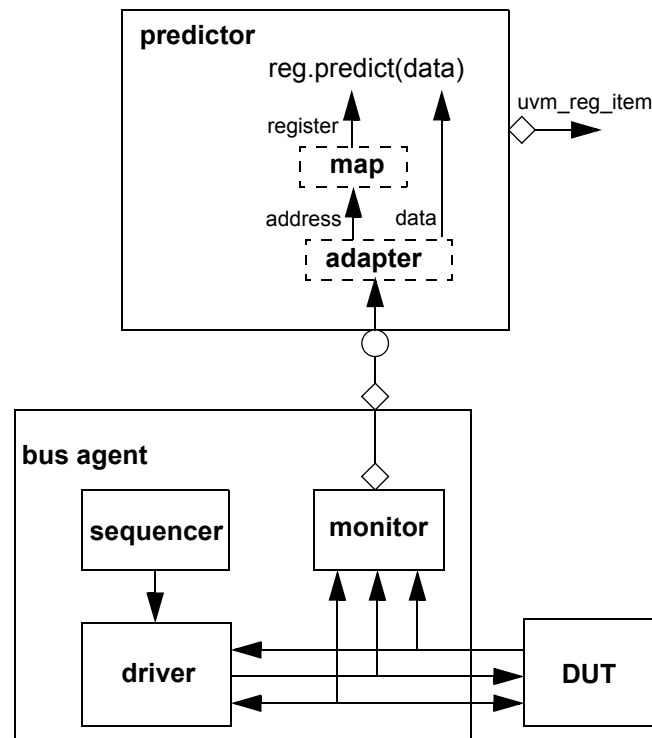 predictor
reg.predict(data)
uvm_reg_item
register
map
address
data
adapter
bus agent
sequencer
monitor
driver
DUT